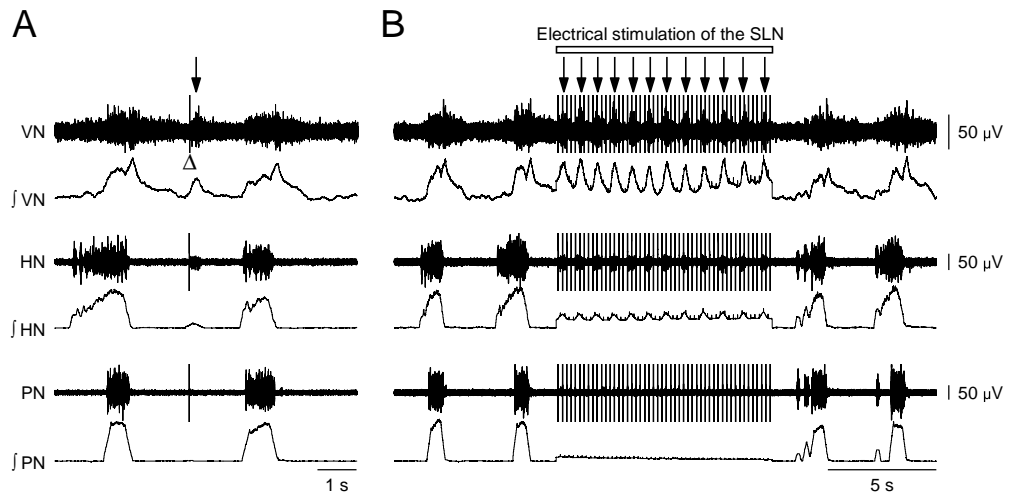 A
B
Electrical stimulation of the SLN
VN
50 µV
Δ
∫ VN
HN
50 µV
∫ HN
PN
50 µV
∫ PN
1 s
5 s